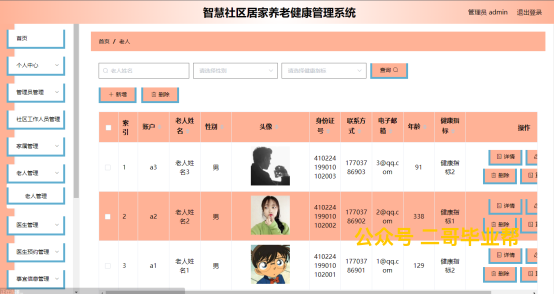 智慧社区居家养老健康管理系统
管理员 admin 退出登录
首页
个人中心
管理员管理
社区工作人员管理
家属管理
老人管理
老人管理
医生管理
医生预约管理
事宜信息管理
首页 / 老人
老人姓名 请选择性别 请选择健康指标 查询
+ 新增 删除
索引 账户 老人姓名 性别 头像 身份证号 联系方式 电子邮箱 年龄 健康指标 操作
1 a3 老人姓名3 男 410224199010102003 17703786903 3@qq.com 91 健康指标2 详情 删除
2 a2 老人姓名2 男 410224199010102002 17703786902 2@qq.com 338 健康指标1 详情 删除
3 a1 老人姓名1 男 410224199010102001 17703786901 1@qq.com 129 健康指标2 详情 删除
公众号 二哥毕业帮